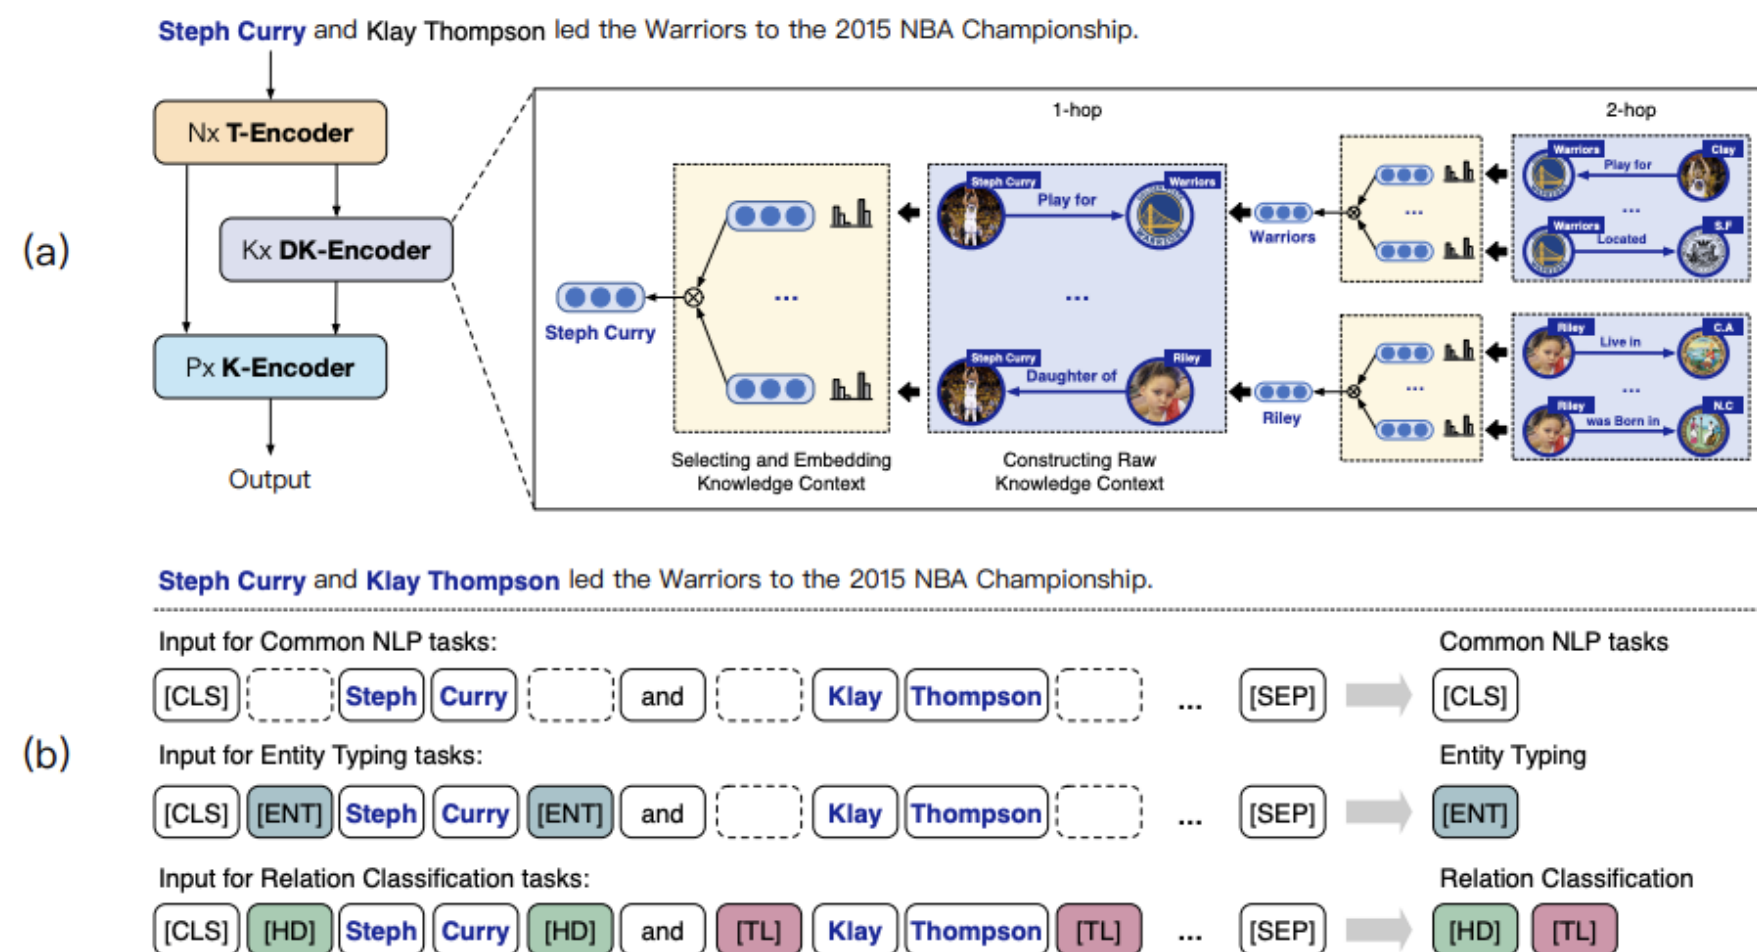 Steph Curry and Klay Thompson led the Warriors to the 2015 NBA Championship.
(a)
Nx T-Encoder
Kx DK-Encoder
Px K-Encoder
Output
1-hop
2-hop
Steph Curry
Selecting and Embedding
Knowledge Context
Steph Curry
Play for
Warriors
...
Steph Curry
Daughter of
Riley
Constructing Raw
Knowledge Context
Warriors
Riley
Warriors
Play for
Clay
...
Warriors
Located
S.F
Riley
Live in
C.A
...
Riley
was Born in
N.C
...
...
...
(b)
Steph Curry and Klay Thompson led the Warriors to the 2015 NBA Championship.
Input for Common NLP tasks: Common NLP tasks
[CLS] Steph Curry and Klay Thompson ... [SEP] [CLS]
Input for Entity Typing tasks: Entity Typing
[CLS] [ENT] Steph Curry [ENT] and Klay Thompson ... [SEP] [ENT]
Input for Relation Classification tasks: Relation Classification
[CLS] [HD] Steph Curry [HD] and [TL] Klay Thompson [TL] ... [SEP] [HD] [TL]